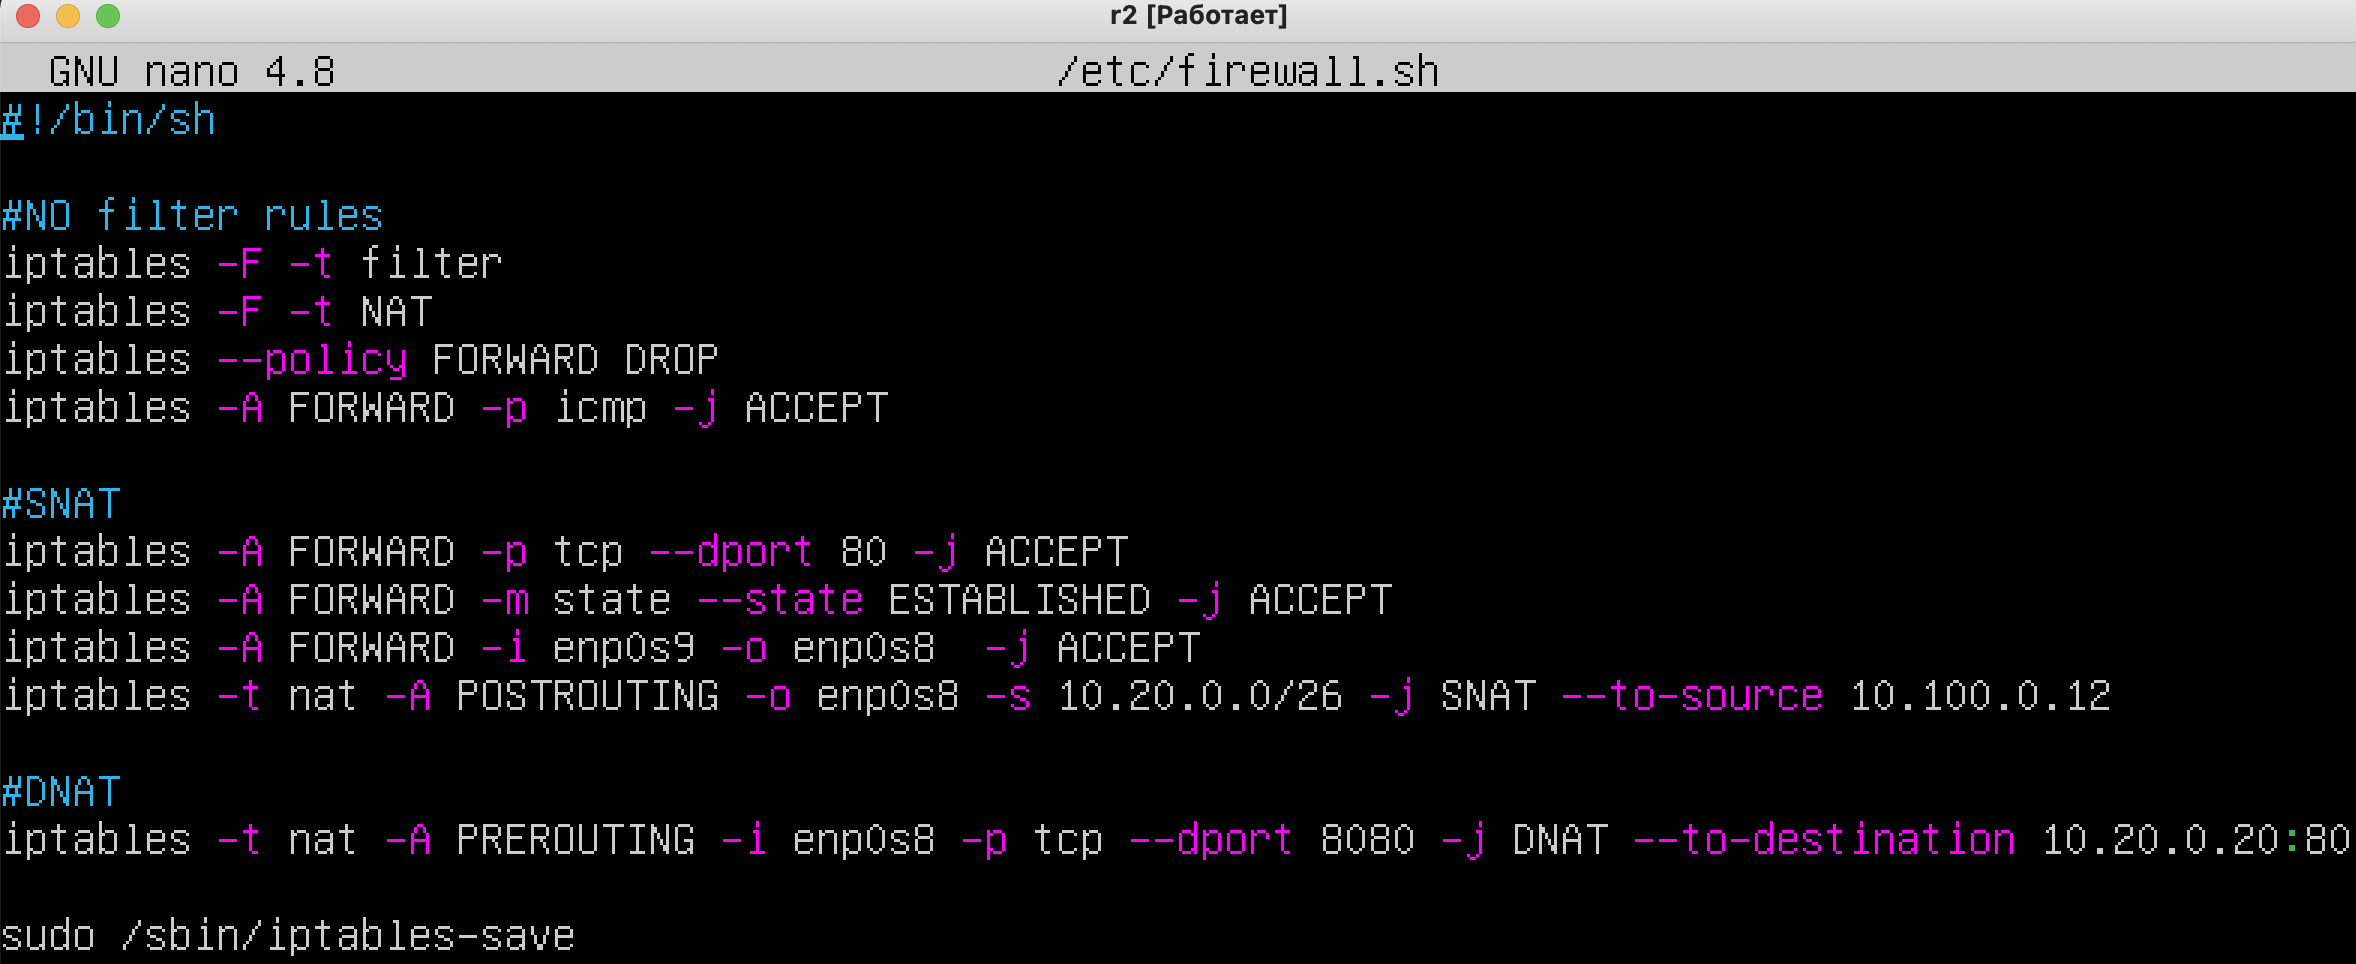 r2 [Работает]
GNU nano 4.8 /etc/firewall.sh
#!/bin/sh
#NO filter rules
iptables -F -t filter
iptables -F -t NAT
iptables --policy FORWARD DROP
iptables -A FORWARD -p icmp -j ACCEPT
#SNAT
iptables -A FORWARD -p tcp --dport 80 -j ACCEPT
iptables -A FORWARD -m state --state ESTABLISHED -j ACCEPT
iptables -A FORWARD -i enp0s9 -o enp0s8  -j ACCEPT
iptables -t nat -A POSTROUTING -o enp0s8 -s 10.20.0.0/26 -j SNAT --to-source 10.100.0.12
#DNAT
iptables -t nat -A PREROUTING -i enp0s8 -p tcp --dport 8080 -j DNAT --to-destination 10.20.0.20:80
sudo /sbin/iptables-save